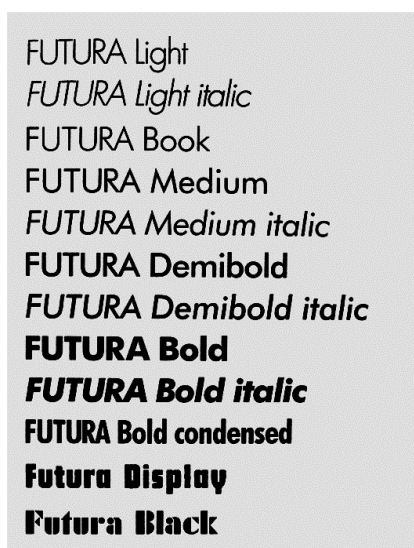 FUTURA Light
FUTURA Light italic
FUTURA Book
FUTURA Medium
FUTURA Medium italic
FUTURA Demibold
FUTURA Demibold italic
FUTURA Bold
FUTURA Bold italic
FUTURA Bold condensed
Futura Display
Futura Black